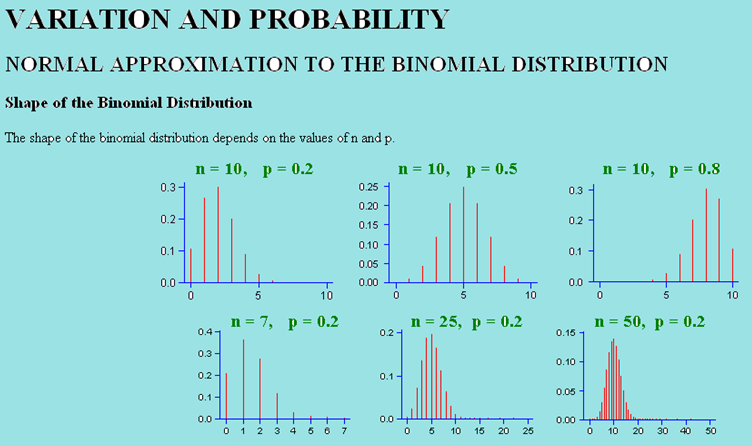 VARIATION AND PROBABILITY
NORMAL APPROXIMATION TO THE BINOMIAL DISTRIBUTION
Shape of the Binomial Distribution
The shape of the binomial distribution depends on the values of n and p.
n = 10, p = 0.2
0.3
0.2
0.1
0.0
0 5 10
n = 10, p = 0.5
0.25
0.20
0.15
0.10
0.05
0.00
0 5 10
n = 10, p = 0.8
0.3
0.2
0.1
0.0
0 5 10
n = 7, p = 0.2
0.4
0.3
0.2
0.1
0.0
0 1 2 3 4 5 6 7
n = 25, p = 0.2
0.2
0.1
0.0
0 5 10 15 20 25
n = 50, p = 0.2
0.15
0.10
0.05
0.00
0 10 20 30 40 50